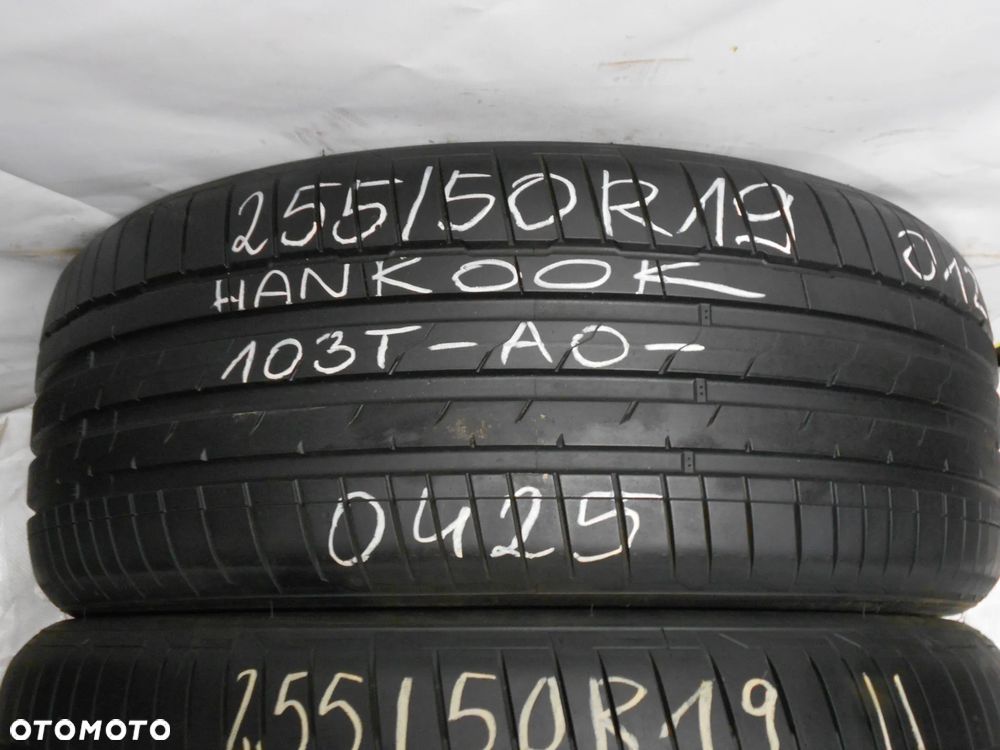 255/50R19
HANKOOK
103T-AO-
0425
255/50R19
OTOMOTO